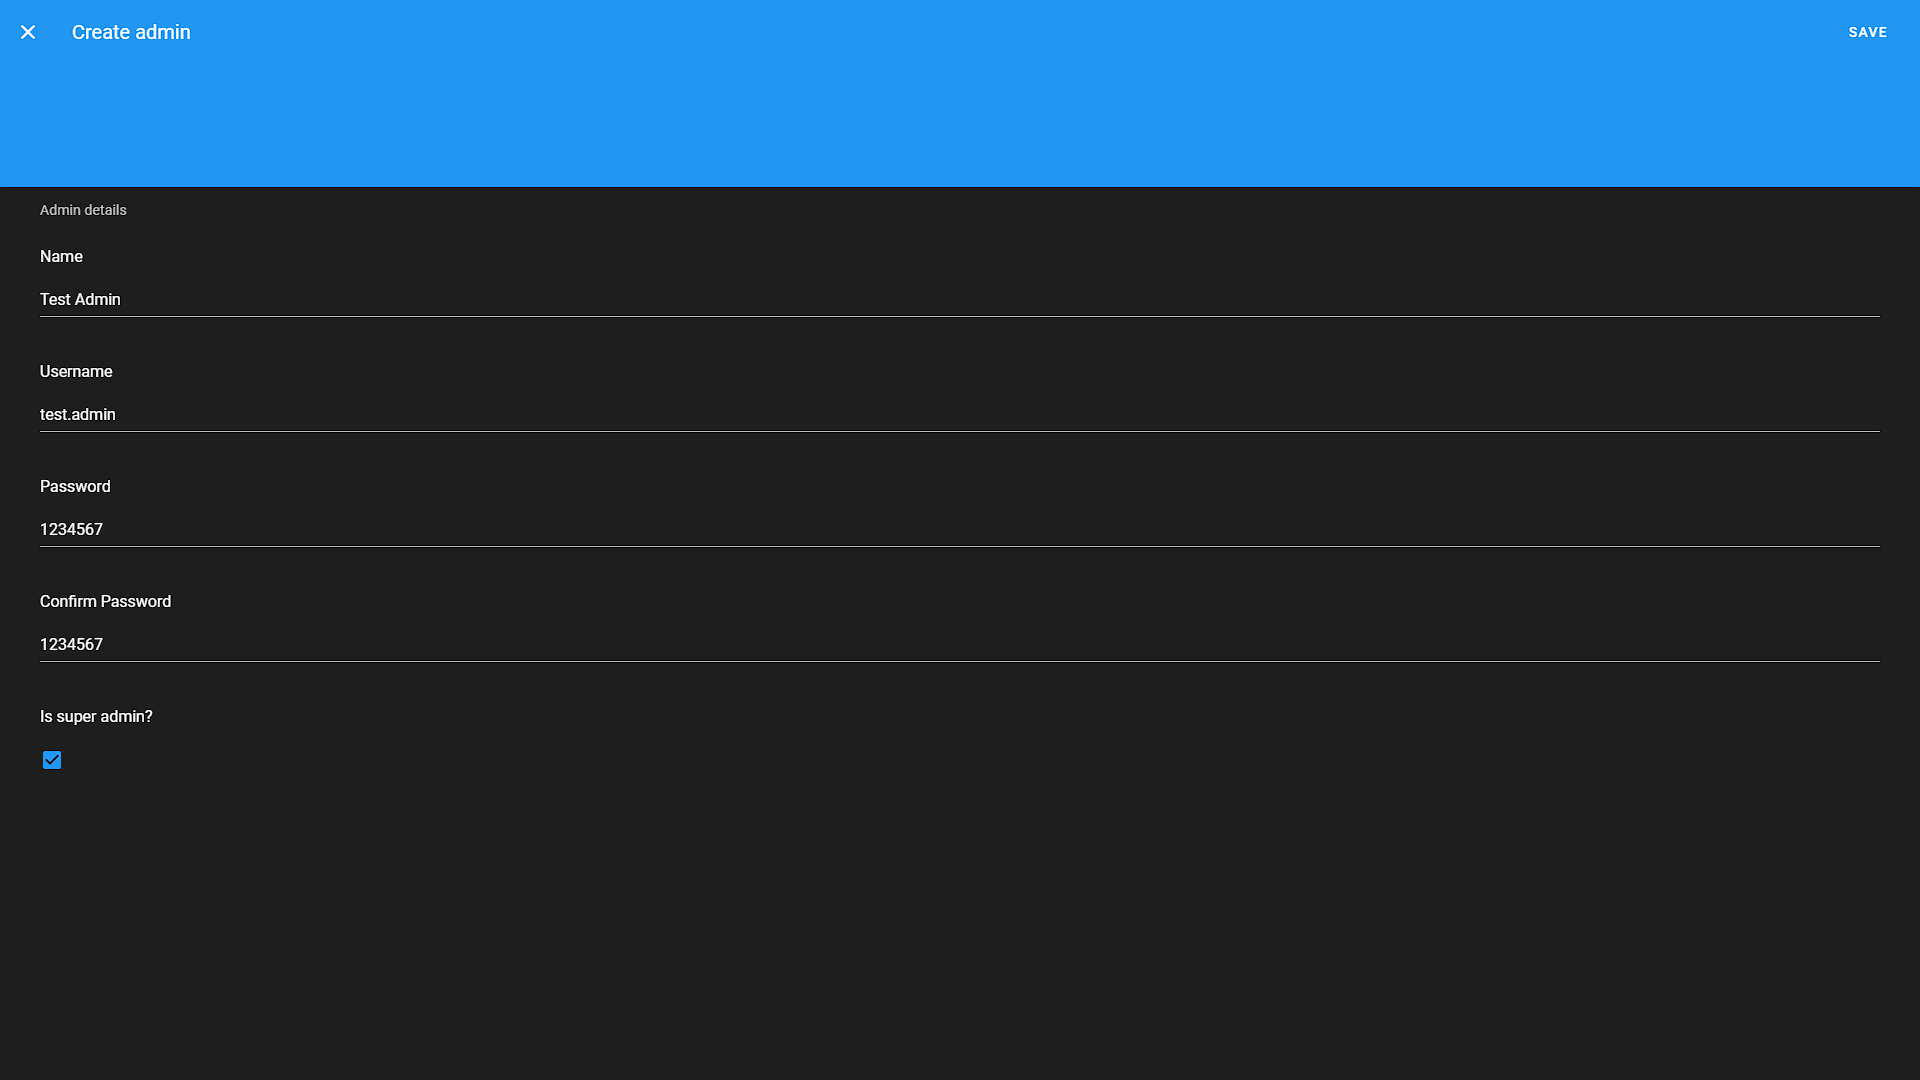 Create admin
SAVE
Admin details
Name
Test Admin
Username
test.admin
Password
1234567
Confirm Password
1234567
Is super admin?